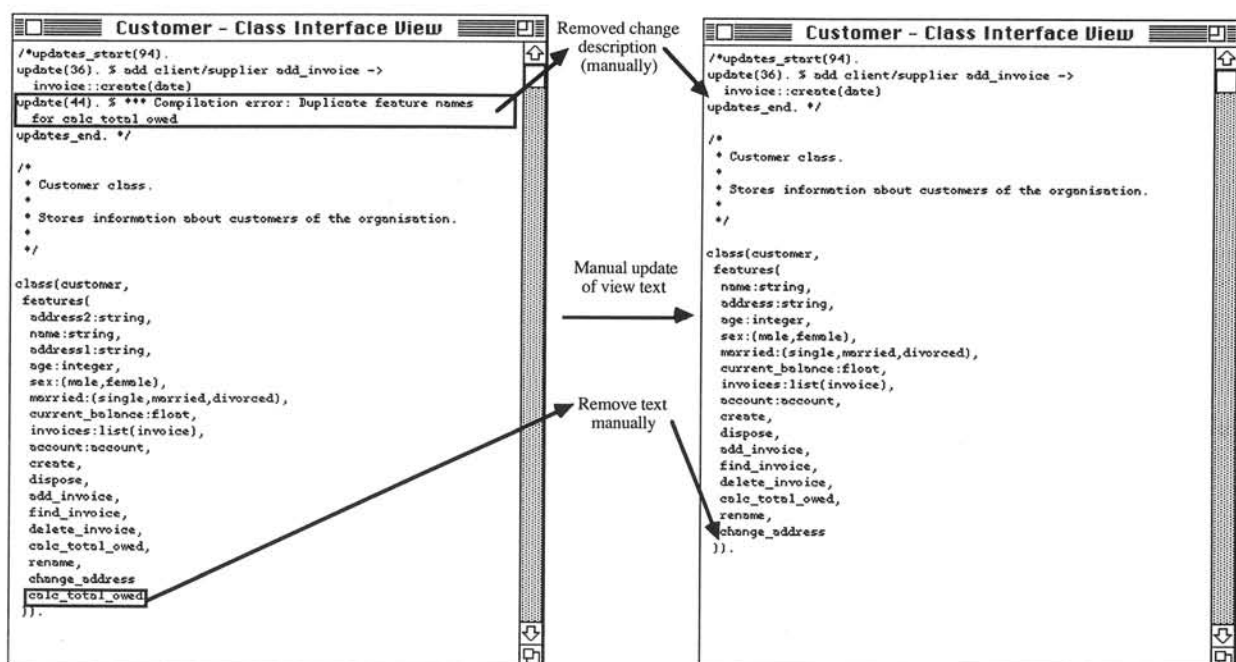 Customer - Class Interface View
/*updates_start(94).
update(36). % add client/supplier add_invoice ->
invoice::create(date)
update(44). % *** Compilation error: Duplicate feature names
for calc_total_owed
updates_end. */
/*
* Customer class.
*
* Stores information about customers of the organisation.
*
*/
class(customer,
features(
address2:string,
name:string,
address1:string,
age:integer,
sex:(male,female),
married:(single,married,divorced),
current_balance:float,
invoices:list(invoice),
account:account,
create,
dispose,
add_invoice,
find_invoice,
delete_invoice,
calc_total_owed,
rename,
change_address
calc_total_owed
)).
Removed change
description
(manually)
Manual update
of view text
Remove text
manually
Customer - Class Interface View
/*updates_start(94).
update(36). % add client/supplier add_invoice ->
invoice::create(date)
updates_end. */
/*
* Customer class.
*
* Stores information about customers of the organisation.
*
*/
class(customer,
features(
name:string,
address:string,
age:integer,
sex:(male,female),
married:(single,married,divorced),
current_balance:float,
invoices:list(invoice),
account:account,
create,
dispose,
add_invoice,
find_invoice,
delete_invoice,
calc_total_owed,
rename,
change_address
)).